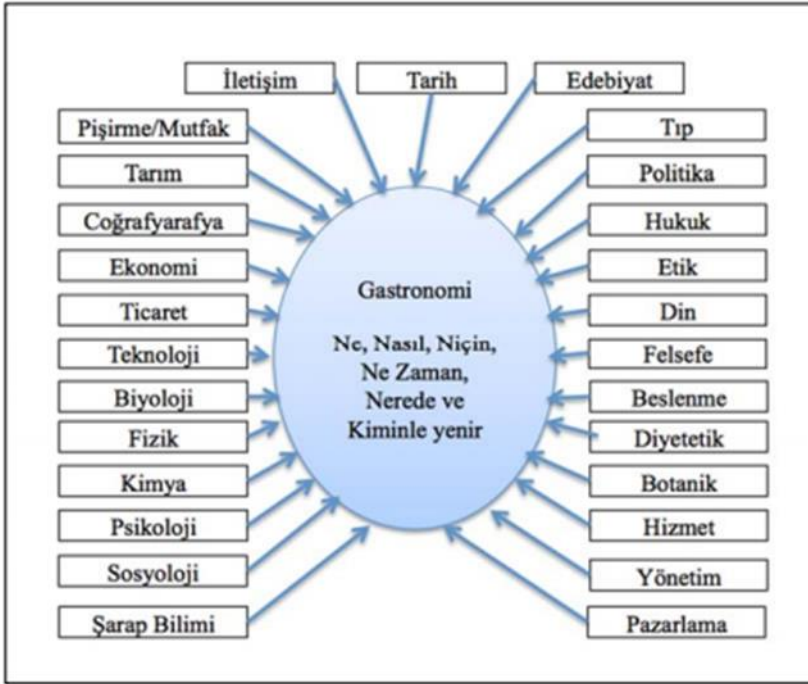 İletişim
Tarih
Edebiyat
Pişirme/Mutfak
Tarım
Coğrafyarafya
Ekonomi
Ticaret
Teknoloji
Biyoloji
Fizik
Kimya
Psikoloji
Sosyoloji
Şarap Bilimi
Gastronomi
Ne, Nasıl, Niçin,
Ne Zaman,
Nerede ve
Kiminle yenir
Tıp
Politika
Hukuk
Etik
Din
Felsefe
Beslenme
Diyetetik
Botanik
Hizmet
Yönetim
Pazarlama